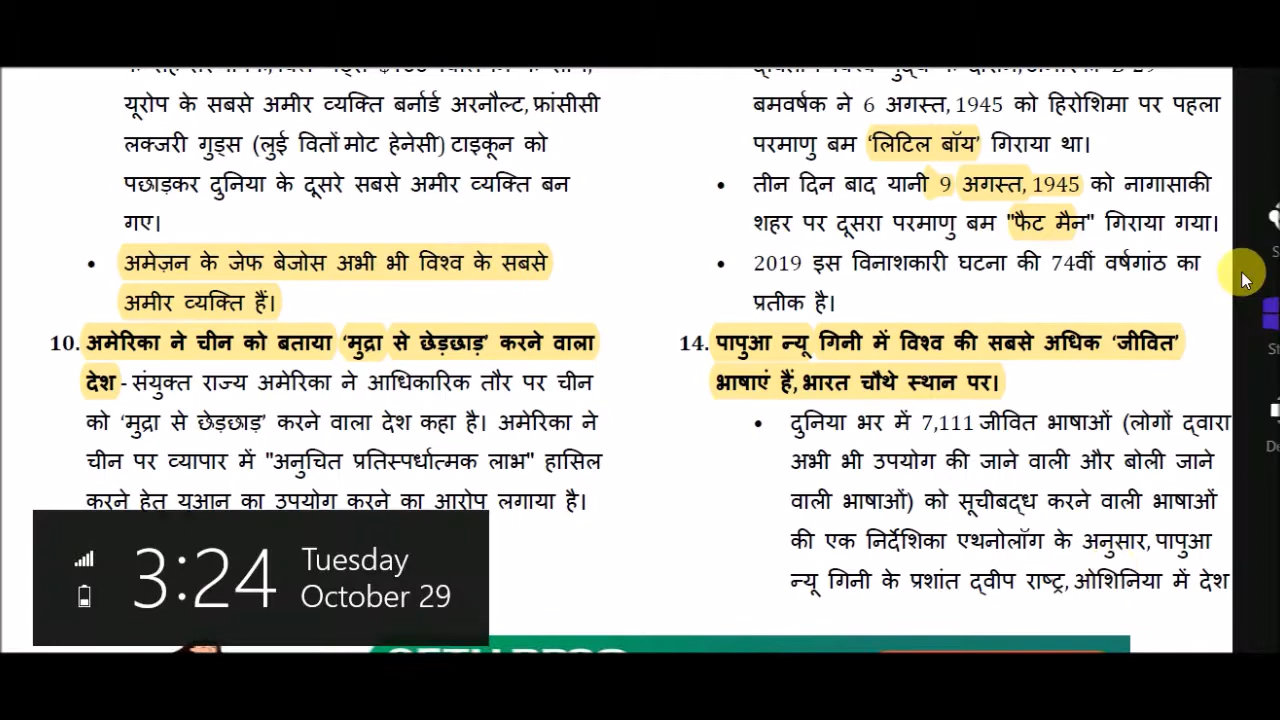 यूरोप के सबसे अमीर व्यक्ति बर्नार्ड अरनौल्ट, फ्रांसीसी
लक्जरी गुड्स (लुई वितों मोट हेनेसी) टाइकून को
पछाड़कर दुनिया के दूसरे सबसे अमीर व्यक्ति बन
गए।
• अमेज़न के जेफ बेजोस अभी भी विश्व के सबसे
अमीर व्यक्ति हैं।
10. अमेरिका ने चीन को बताया 'मुद्रा से छेड़छाड़' करने वाला
देश - संयुक्त राज्य अमेरिका ने आधिकारिक तौर पर चीन
को 'मुद्रा से छेड़छाड़' करने वाला देश कहा है। अमेरिका ने
चीन पर व्यापार में "अनुचित प्रतिस्पर्धात्मक लाभ" हासिल
करने हेतु युआन का उपयोग करने का आरोप लगाया है।
बमवर्षक ने 6 अगस्त, 1945 को हिरोशिमा पर पहला
परमाणु बम 'लिटिल बॉय' गिराया था।
• तीन दिन बाद यानी 9 अगस्त, 1945 को नागासाकी
शहर पर दूसरा परमाणु बम "फैट मैन" गिराया गया।
• 2019 इस विनाशकारी घटना की 74वीं वर्षगांठ का
प्रतीक है।
14. पापुआ न्यू गिनी में विश्व की सबसे अधिक 'जीवित'
भाषाएं हैं, भारत चौथे स्थान पर।
• दुनिया भर में 7,111 जीवित भाषाओं (लोगों द्वारा
अभी भी उपयोग की जाने वाली और बोली जाने
वाली भाषाओं) को सूचीबद्ध करने वाली भाषाओं
की एक निर्देशिका एथनोलॉग के अनुसार, पापुआ
न्यू गिनी के प्रशांत द्वीप राष्ट्र, ओशिनिया में देश
3:24
Tuesday
October 29